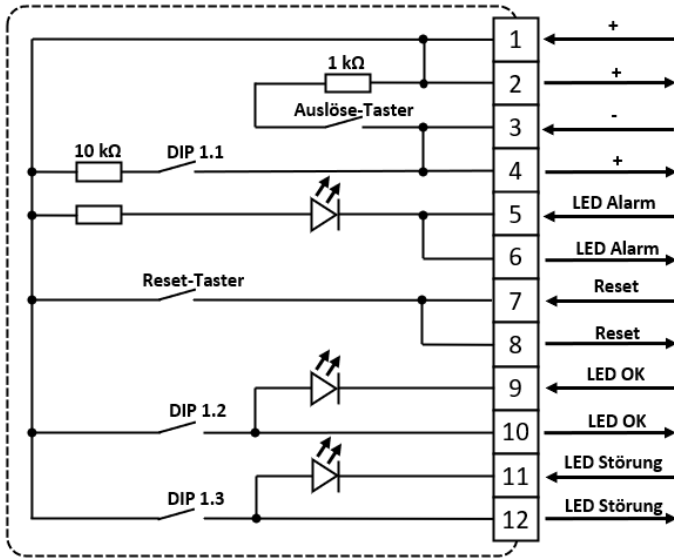 1 +
1 kΩ
2 +
Auslöse-Taster
3 -
10 kΩ DIP 1.1
4 +
5 LED Alarm
6 LED Alarm
Reset-Taster
7 Reset
8 Reset
9 LED OK
DIP 1.2
10 LED OK
11 LED Störung
DIP 1.3
12 LED Störung